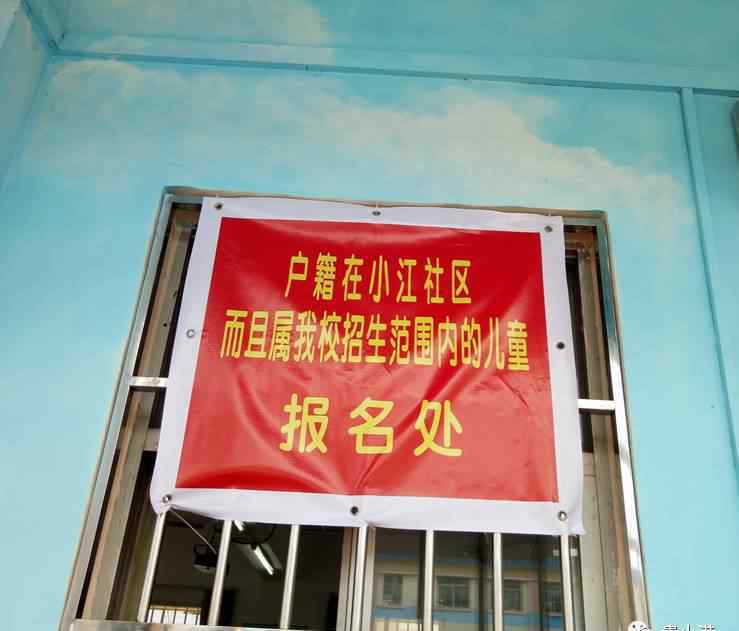 户籍在小江社区
而且属我校招生范围内的儿童
报名处